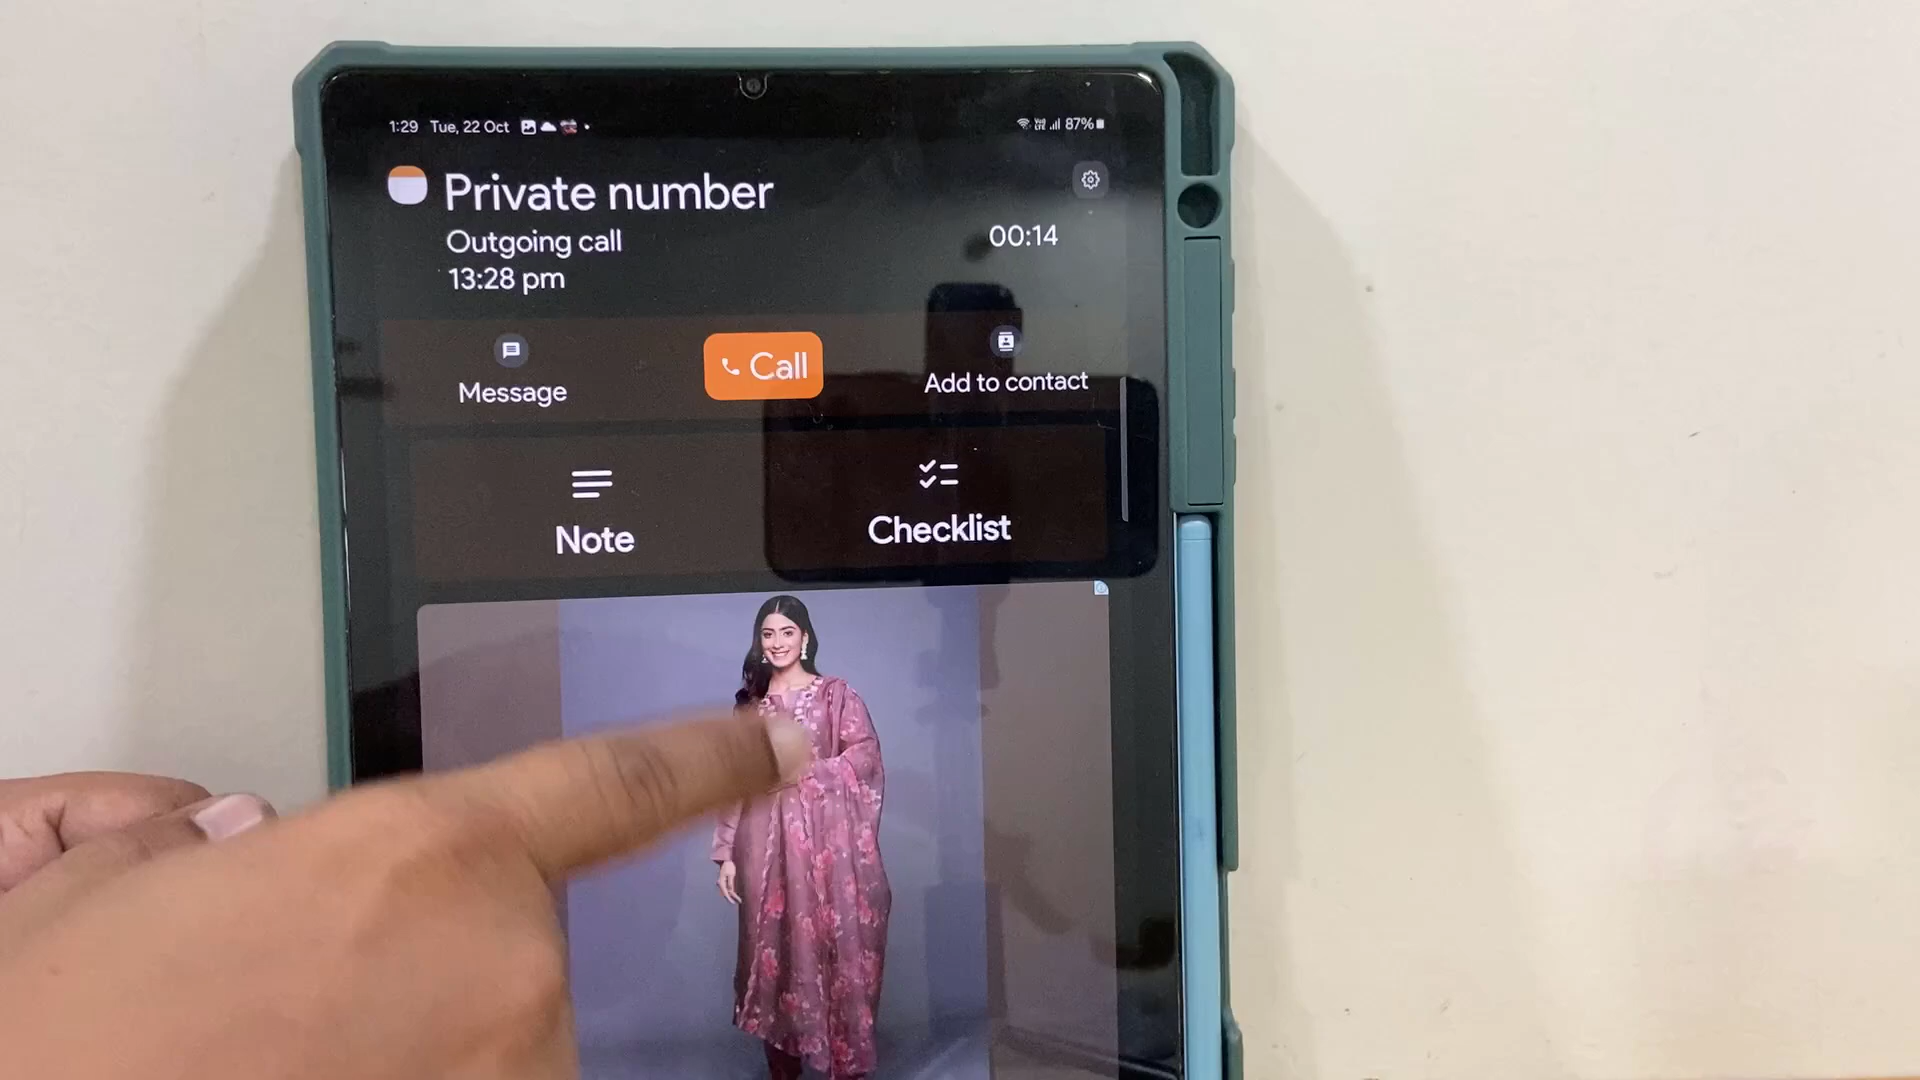 1:29 Tue, 22 Oct 87%
Private number
Outgoing call 00:14
13:28 pm
Message
Call
Add to contact
Note
Checklist